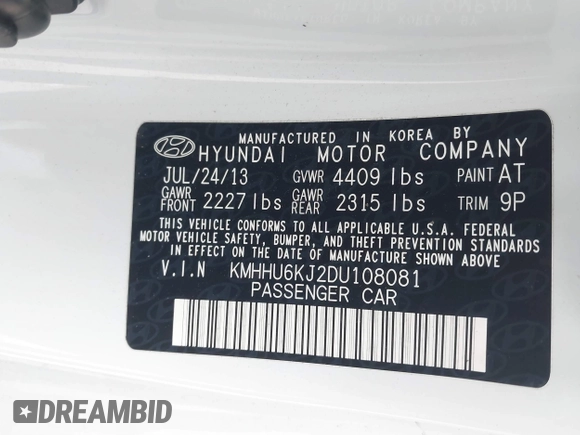 MANUFACTURED IN KOREA BY
HYUNDAI MOTOR COMPANY
JUL/24/13 GVWR 4409 lbs PAINT AT
GAWR FRONT 2227 lbs GAWR REAR 2315 lbs TRIM 9P
THIS VEHICLE CONFORMS TO ALL APPLICABLE U.S.A. FEDERAL
MOTOR VEHICLE SAFETY, BUMPER, AND THEFT PREVENTION STANDARDS
IN EFFECT ON THE DATE OF MANUFACTURE SHOWN ABOVE.
V.I.N KMHHU6KJ2DU108081
PASSENGER CAR
DREAMBID